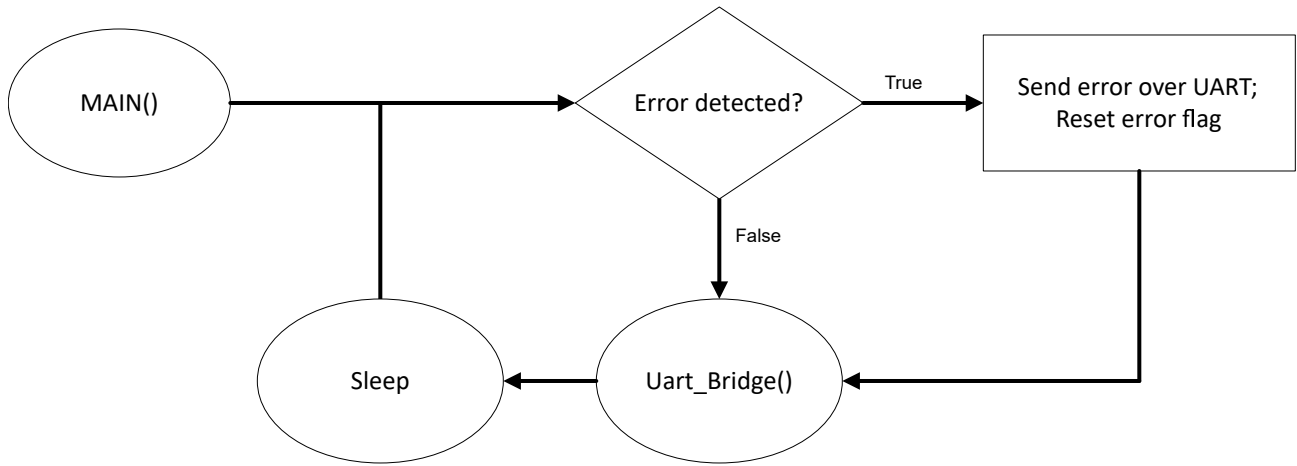 MAIN()
Error detected?
True
Send error over UART;
Reset error flag
False
Sleep
Uart_Bridge()